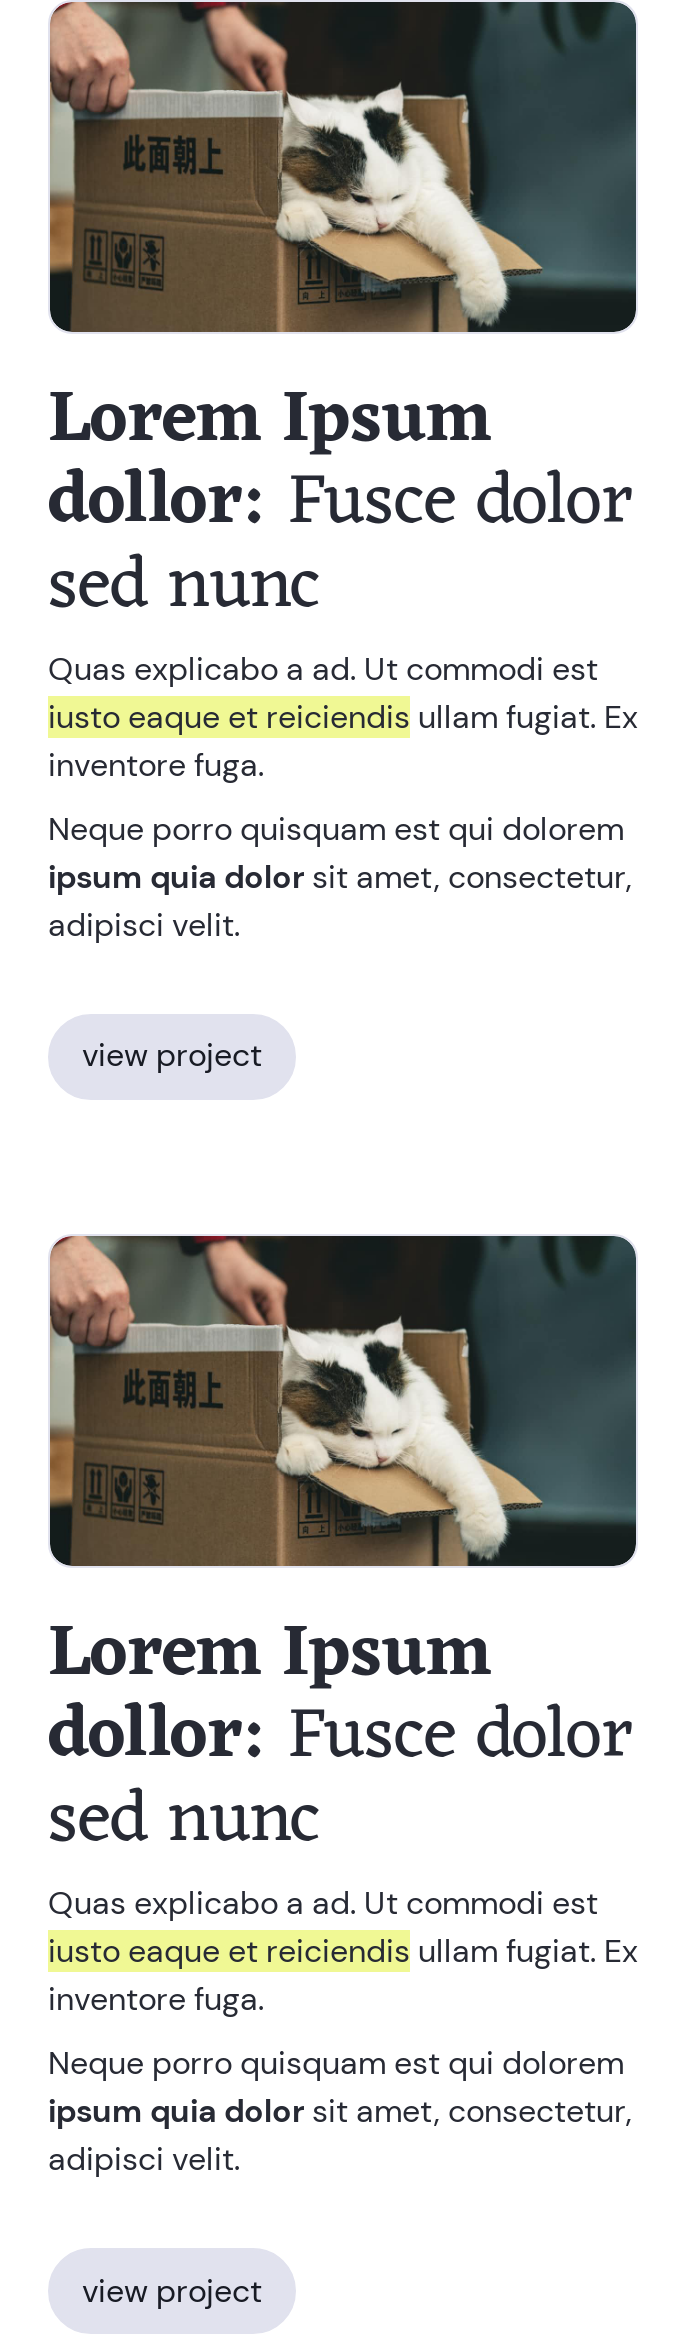 此面朝上
向 上
Lorem Ipsum
dollor: Fusce dolor
sed nunc
Quas explicabo a ad. Ut commodi est
iusto eaque et reiciendis ullam fugiat. Ex
inventore fuga.
Neque porro quisquam est qui dolorem
ipsum quia dolor sit amet, consectetur,
adipisci velit.
view project
此面朝上
向 上
Lorem Ipsum
dollor: Fusce dolor
sed nunc
Quas explicabo a ad. Ut commodi est
iusto eaque et reiciendis ullam fugiat. Ex
inventore fuga.
Neque porro quisquam est qui dolorem
ipsum quia dolor sit amet, consectetur,
adipisci velit.
view project